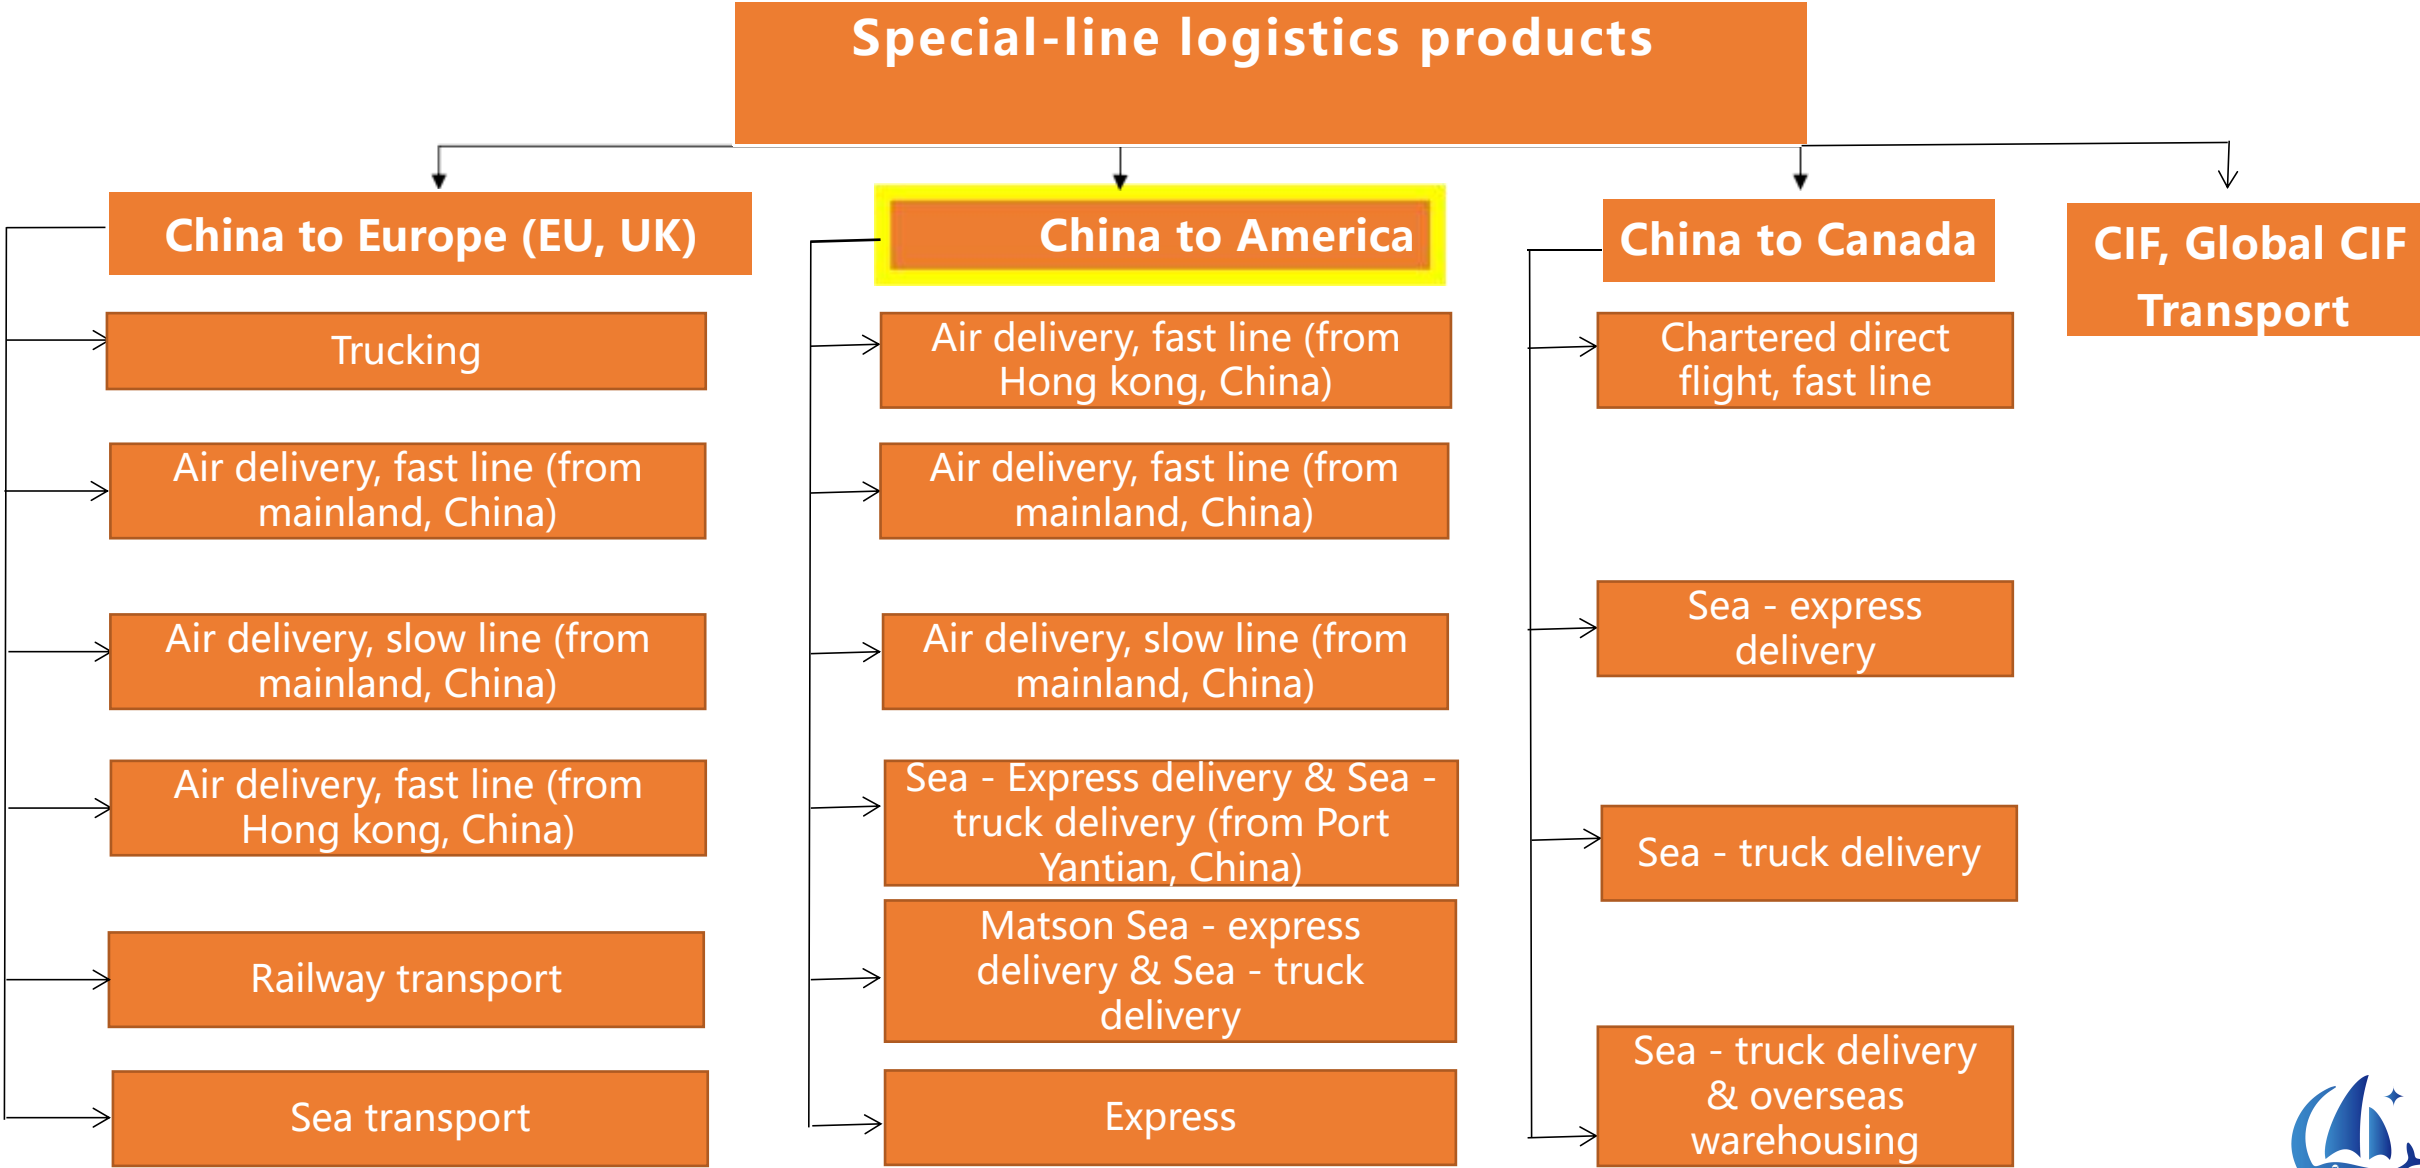 Special-line logistics products
China to Europe (EU, UK)
Trucking
Air delivery, fast line (from
mainland, China)
Air delivery, slow line (from
mainland, China)
Air delivery, fast line (from
Hong kong, China)
Railway transport
Sea transport
China to America
Air delivery, fast line (from
Hong kong, China)
Air delivery, fast line (from
mainland, China)
Air delivery, slow line (from
mainland, China)
Sea - Express delivery & Sea -
truck delivery (from Port
Yantian, China)
Matson Sea - express
delivery & Sea - truck
delivery
Express
China to Canada
Chartered direct
flight, fast line
Sea - express
delivery
Sea - truck delivery
Sea - truck delivery
& overseas
warehousing
CIF, Global CIF
Transport